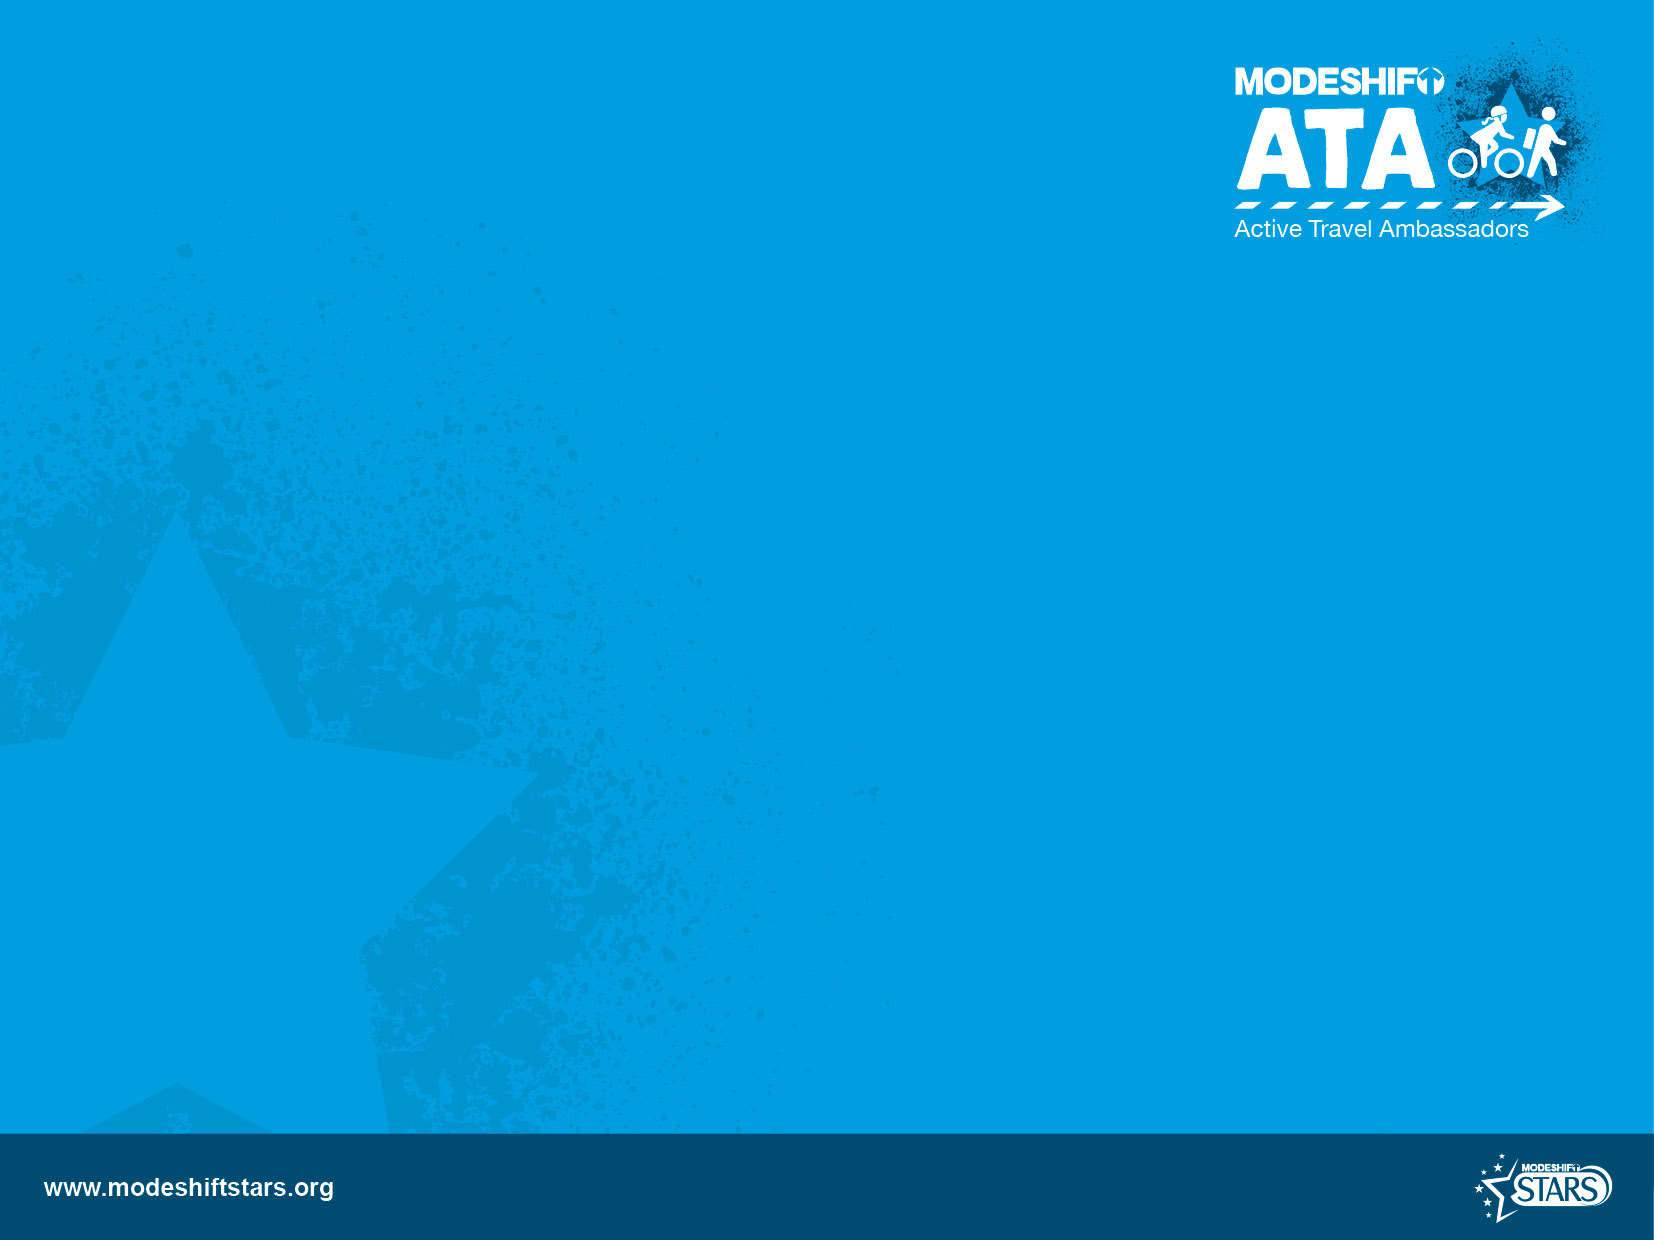 MODESHIFT
ATA
Active Travel Ambassadors
www.modeshiftstars.org
MODESHIFT
STARS